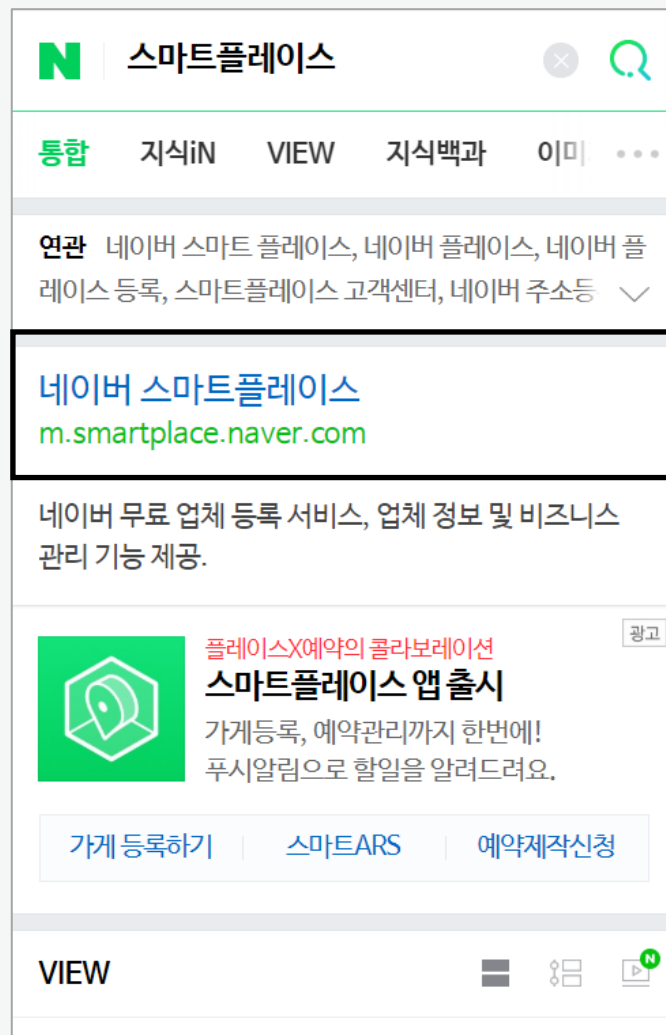 N 스마트플레이스
통합 지식iN VIEW 지식백과 이미
연관 네이버 스마트 플레이스, 네이버 플레이스, 네이버 플
레이스 등록, 스마트플레이스 고객센터, 네이버 주소등
네이버 스마트플레이스
m.smartplace.naver.com
네이버 무료 업체 등록 서비스, 업체 정보 및 비즈니스
관리 기능 제공.
광고
플레이스X예약의 콜라보레이션
스마트플레이스 앱 출시
가게등록, 예약관리까지 한번에!
푸시알림으로 할일을 알려드려요.
가게 등록하기 스마트ARS 예약제작신청
VIEW N